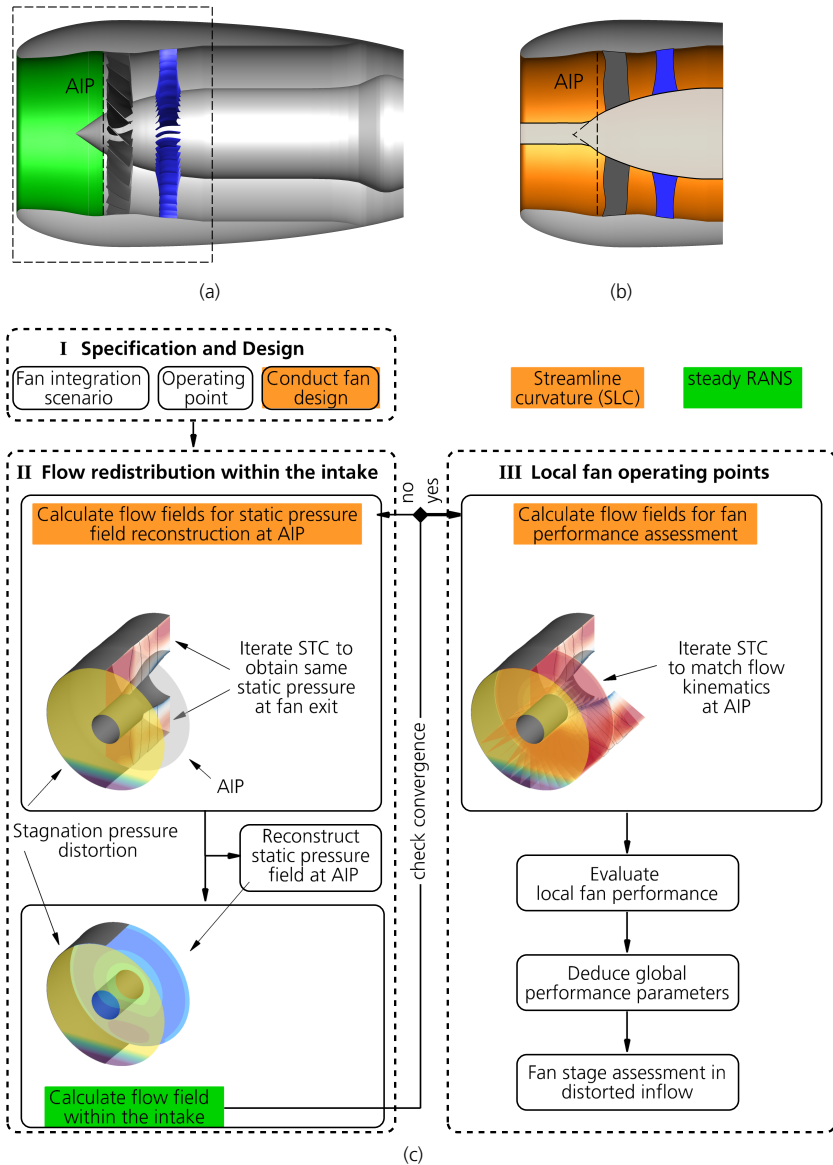 AIP
AIP
(a)
(b)
I Specification and Design
Fan integration
scenario
Operating
point
Conduct fan
design
Streamline
curvature (SLC)
steady RANS
II Flow redistribution within the intake
no
yes
III Local fan operating points
Calculate flow fields for static pressure
field reconstruction at AIP
Calculate flow fields for fan
performance assessment
Iterate STC to
obtain same
static pressure
at fan exit
Iterate STC
to match flow
kinematics
at AIP
AIP
Stagnation pressure
distortion
Reconstruct
static pressure
field at AIP
check convergence
Evaluate
local fan performance
Deduce global
performance parameters
Fan stage assessment in
distorted inflow
Calculate flow field
within the intake
(c)